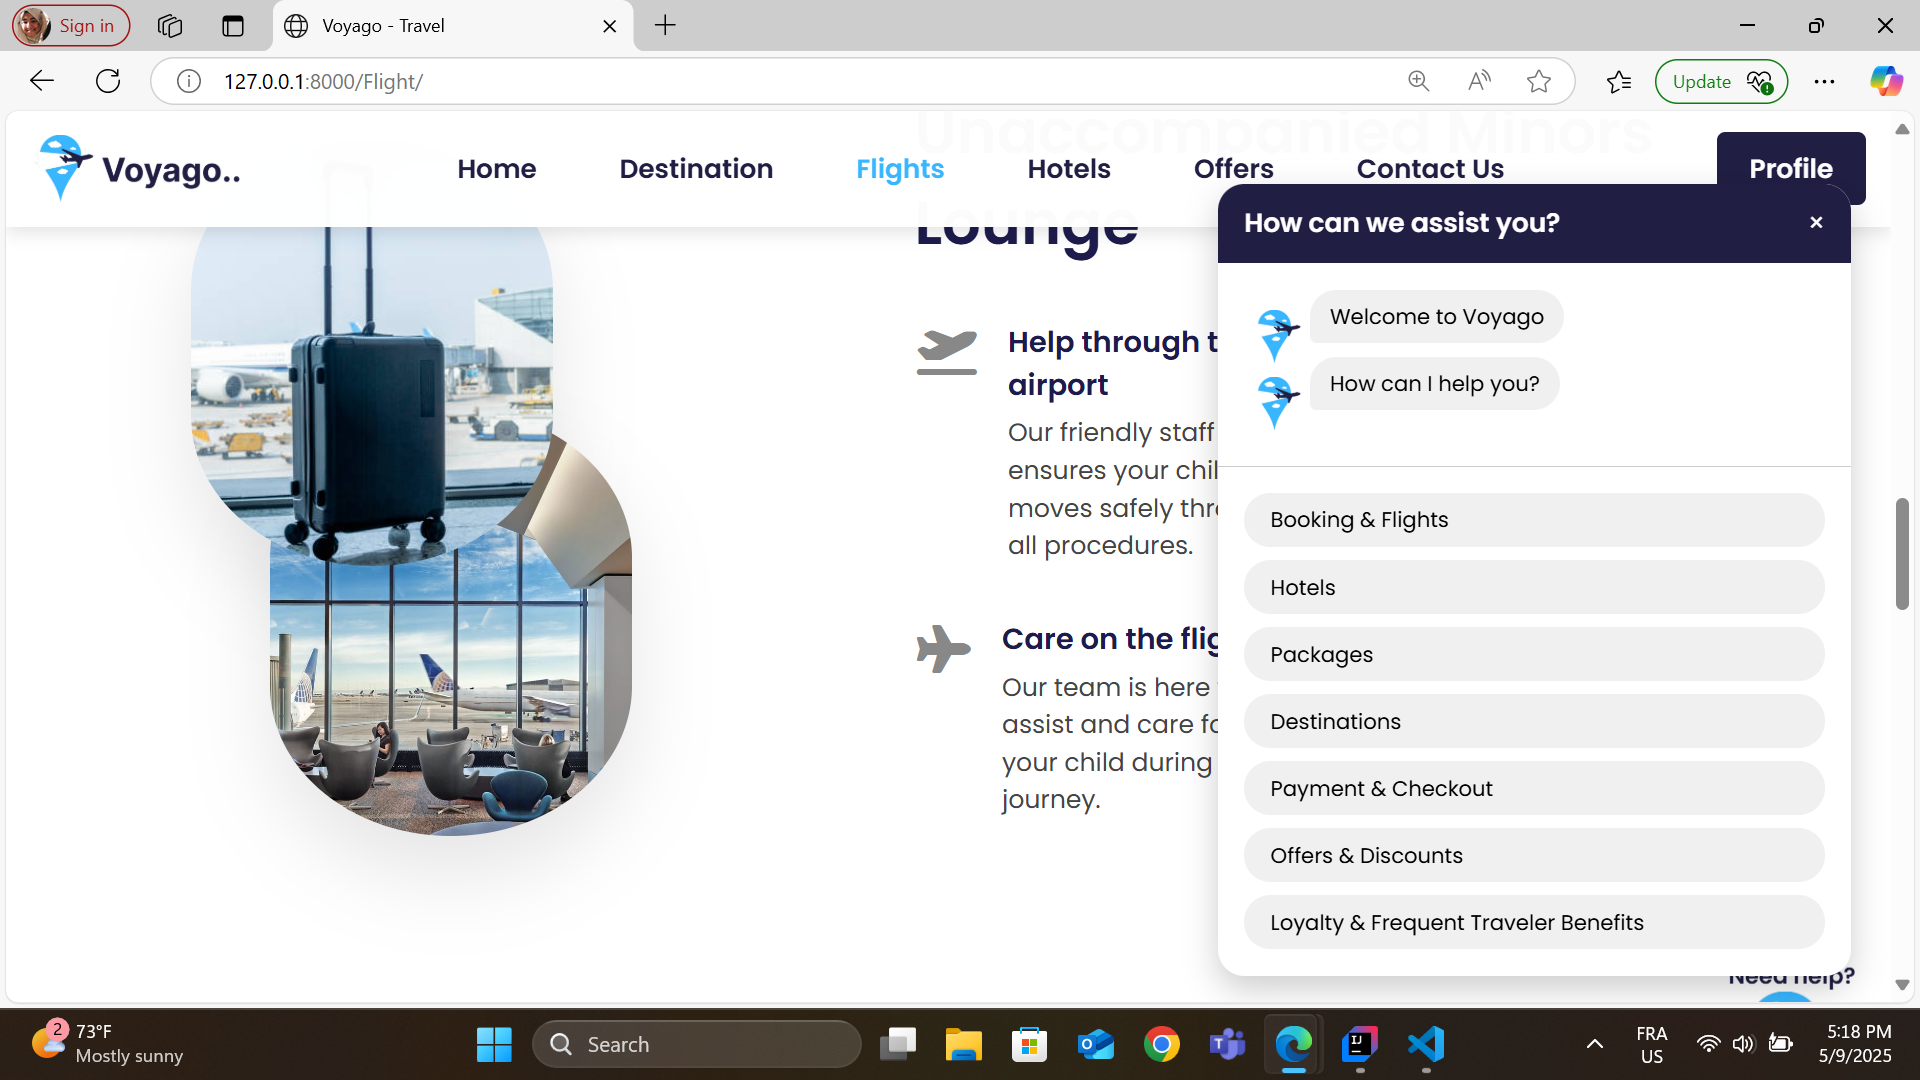 Sign in
Voyago - Travel
127.0.0.1:8000/Flight/
Update
Voyago..
Home
Destination
Flights
Hotels
Offers
Contact Us
Profile
Unaccompanied Minors
Lounge
Help through t
airport
Our friendly staff
ensures your chil
moves safely thr
all procedures.
Care on the flig
Our team is here
assist and care fo
your child during
journey.
How can we assist you?
×
Welcome to Voyago
How can I help you?
Booking & Flights
Hotels
Packages
Destinations
Payment & Checkout
Offers & Discounts
Loyalty & Frequent Traveler Benefits
Need help?
2
73°F
Mostly sunny
Search
FRA
US
5:18 PM
5/9/2025